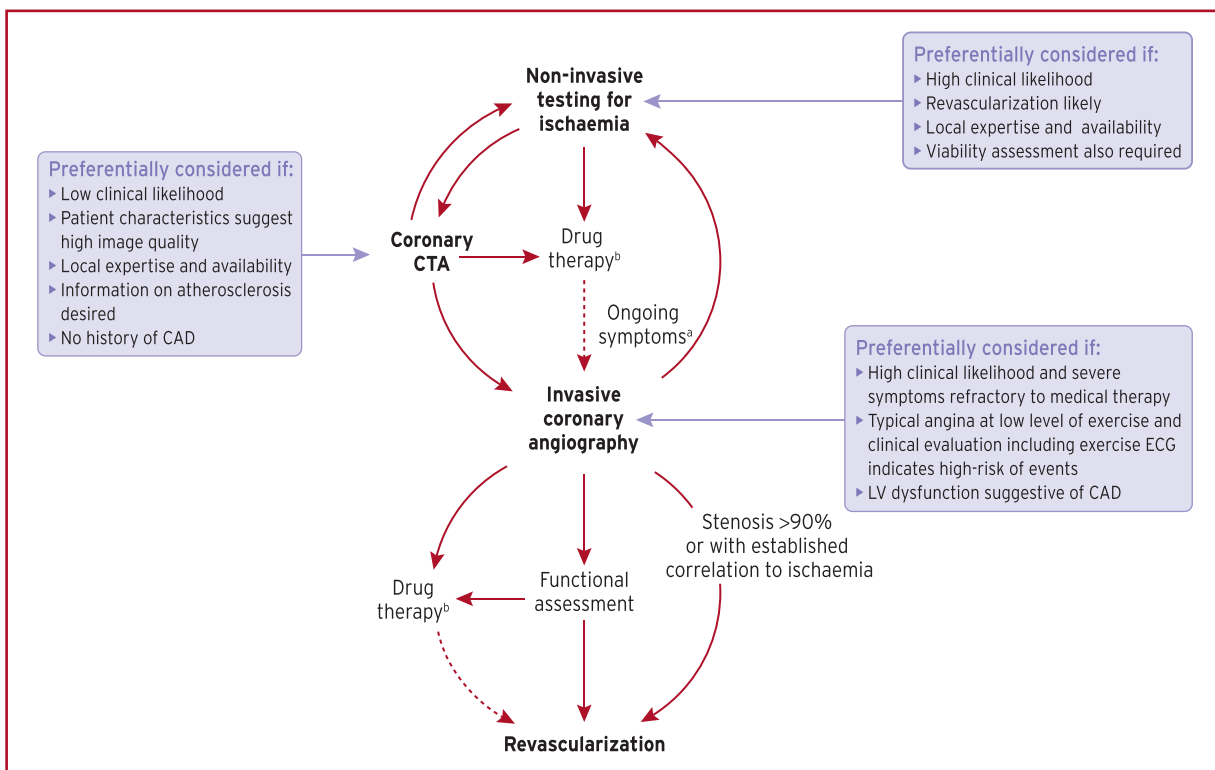 Non-invasive
testing for
ischaemia
Preferentially considered if:
▸ High clinical likelihood
▸ Revascularization likely
▸ Local expertise and availability
▸ Viability assessment also required
Preferentially considered if:
▸ Low clinical likelihood
▸ Patient characteristics suggest
high image quality
▸ Local expertise and availability
▸ Information on atherosclerosis
desired
▸ No history of CAD
Coronary
CTA
Drug
therapyᵇ
Ongoing
symptomsᵃ
Preferentially considered if:
▸ High clinical likelihood and severe
symptoms refractory to medical therapy
▸ Typical angina at low level of exercise and
clinical evaluation including exercise ECG
indicates high-risk of events
▸ LV dysfunction suggestive of CAD
Invasive
coronary
angiography
Stenosis >90%
or with established
correlation to ischaemia
Drug
therapyᵇ
Functional
assessment
Revascularization